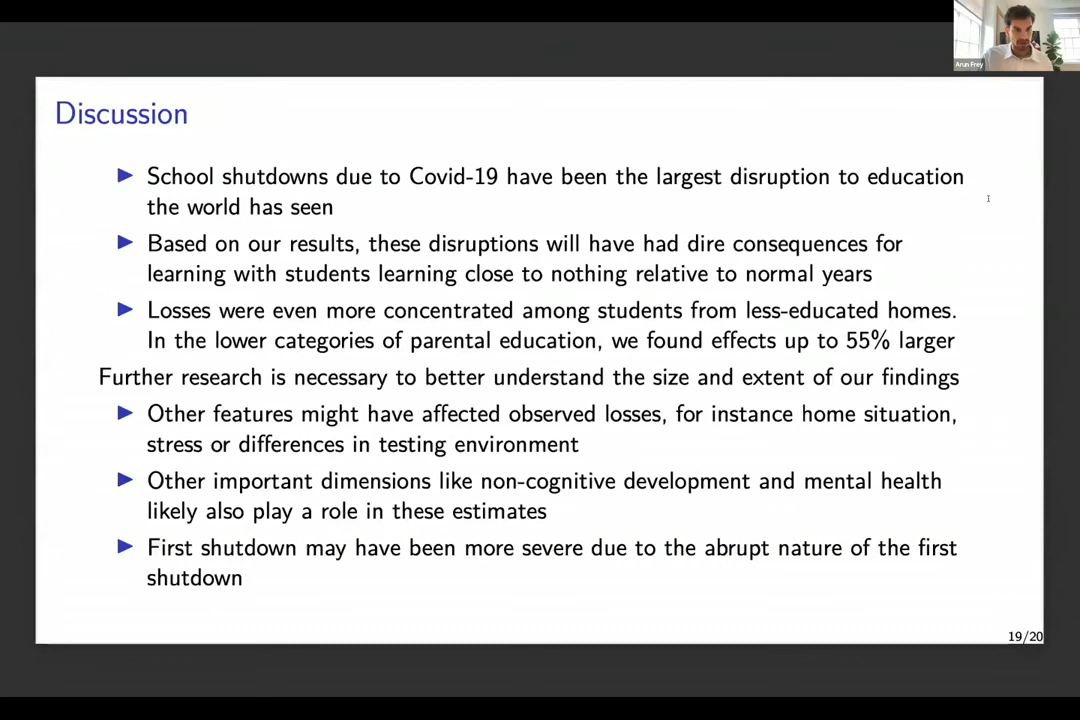 Arun Frey
Discussion
▶ School shutdowns due to Covid-19 have been the largest disruption to education
the world has seen
▶ Based on our results, these disruptions will have had dire consequences for
learning with students learning close to nothing relative to normal years
▶ Losses were even more concentrated among students from less-educated homes.
In the lower categories of parental education, we found effects up to 55% larger
Further research is necessary to better understand the size and extent of our findings
▶ Other features might have affected observed losses, for instance home situation,
stress or differences in testing environment
▶ Other important dimensions like non-cognitive development and mental health
likely also play a role in these estimates
▶ First shutdown may have been more severe due to the abrupt nature of the first
shutdown
19/20